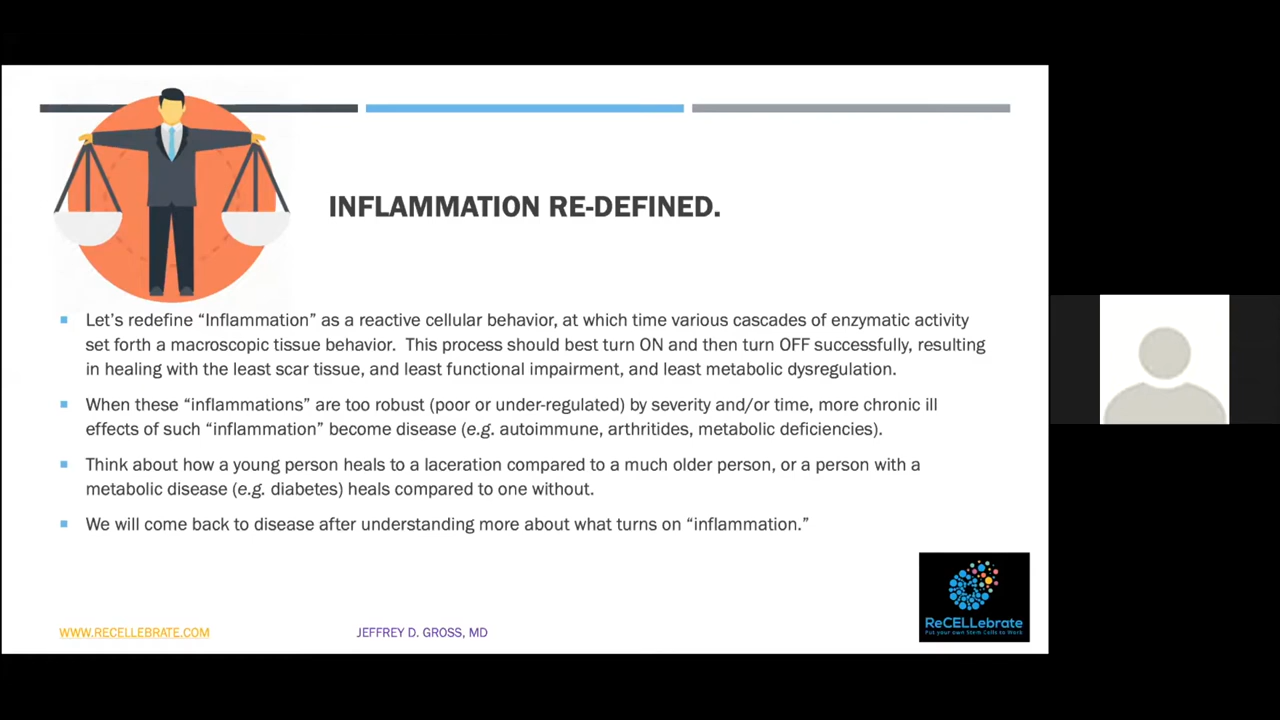 INFLAMMATION RE-DEFINED.
Let’s redefine “Inflammation” as a reactive cellular behavior, at which time various cascades of enzymatic activity
set forth a macroscopic tissue behavior.  This process should best turn ON and then turn OFF successfully, resulting
in healing with the least scar tissue, and least functional impairment, and least metabolic dysregulation.
When these “inflammations” are too robust (poor or under-regulated) by severity and/or time, more chronic ill
effects of such “inflammation” become disease (e.g. autoimmune, arthritides, metabolic deficiencies).
Think about how a young person heals to a laceration compared to a much older person, or a person with a
metabolic disease (e.g. diabetes) heals compared to one without.
We will come back to disease after understanding more about what turns on “inflammation.”
WWW.RECELLEBRATE.COM
JEFFREY D. GROSS, MD
ReCELLebrate
Put your own Stem Cells to Work